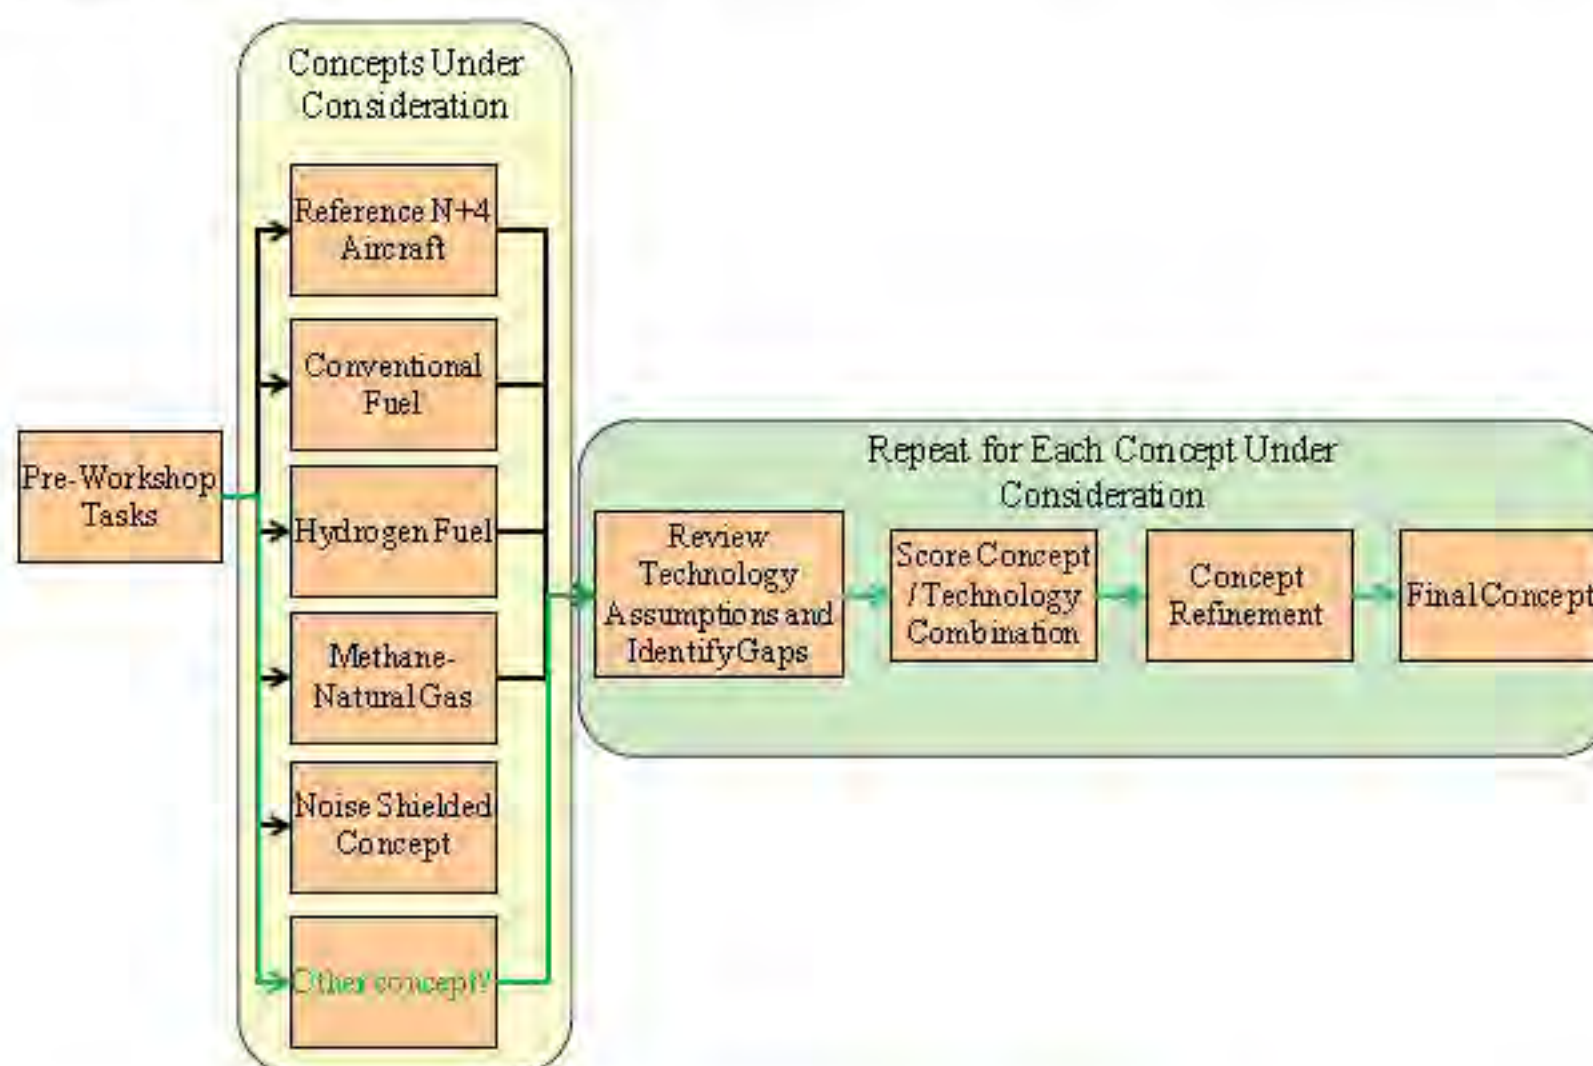 Concepts Under
Consideration
Reference N+4
Aircraft
Conventional
Fuel
Pre-Workshop
Tasks
Hydrogen Fuel
Methane-
Natural Gas
Noise Shielded
Concept
Other concept?
Repeat for Each Concept Under
Consideration
Review
Technology
Assumptions and
Identify Gaps
Score Concept
/ Technology
Combination
Concept
Refinement
Final Concept